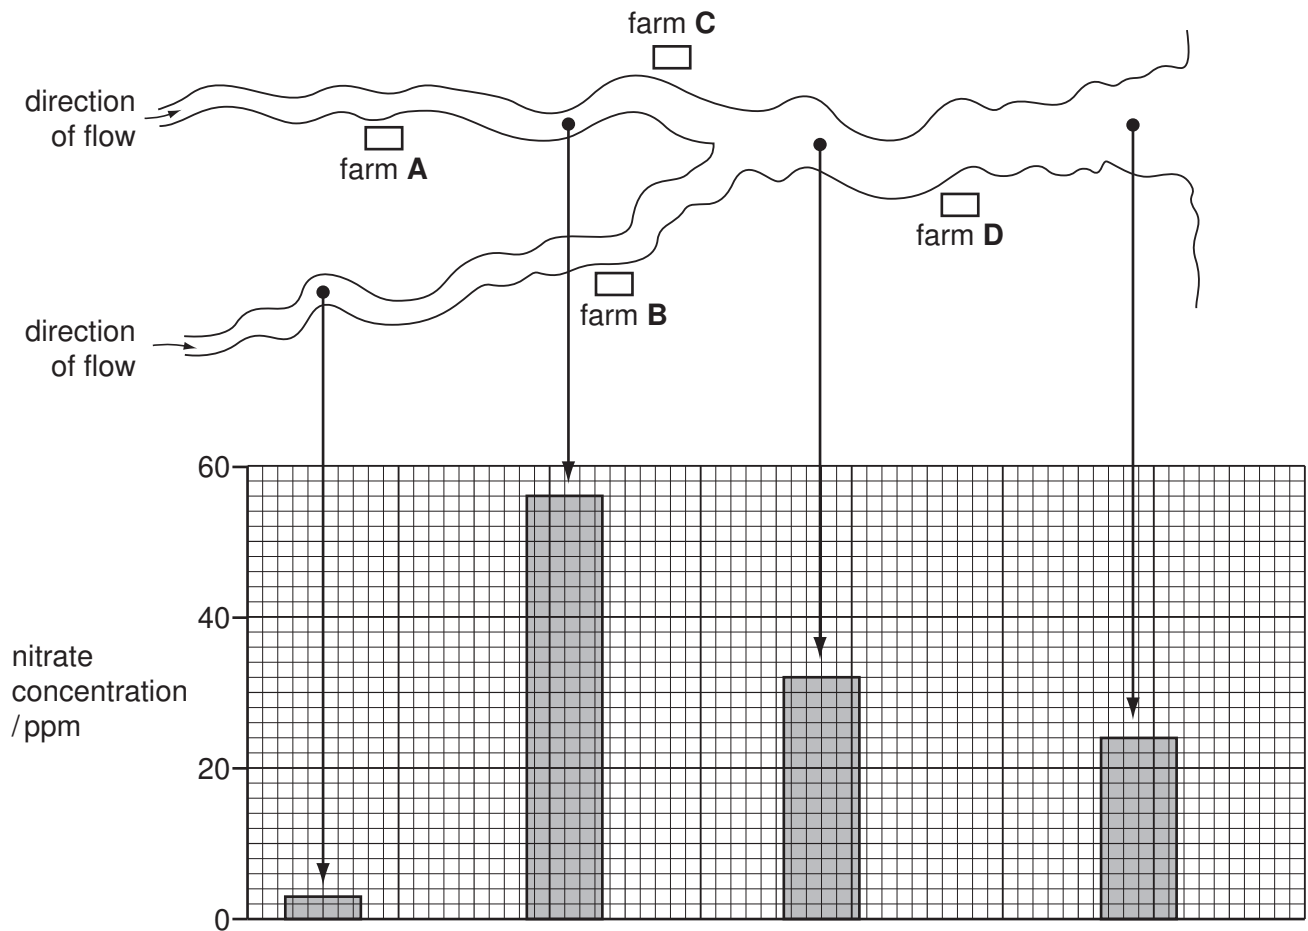 farm C
direction
of flow
farm A
farm D
farm B
direction
of flow
60
40
nitrate
concentration
/ ppm
20
0